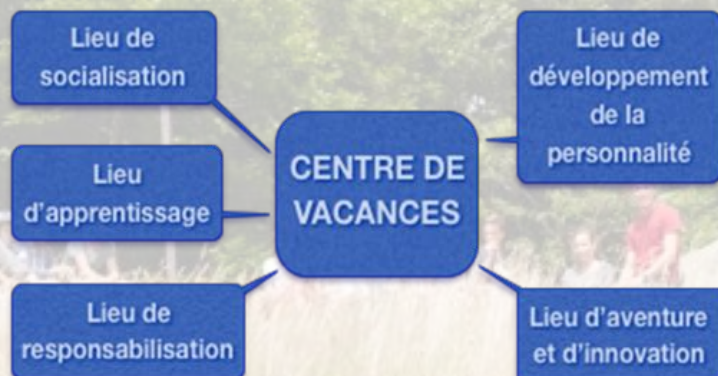 Lieu de
socialisation
Lieu
d'apprentissage
Lieu de
responsabilisation
CENTRE DE
VACANCES
Lieu de
développement
de la
personnalité
Lieu d'aventure
et d'innovation